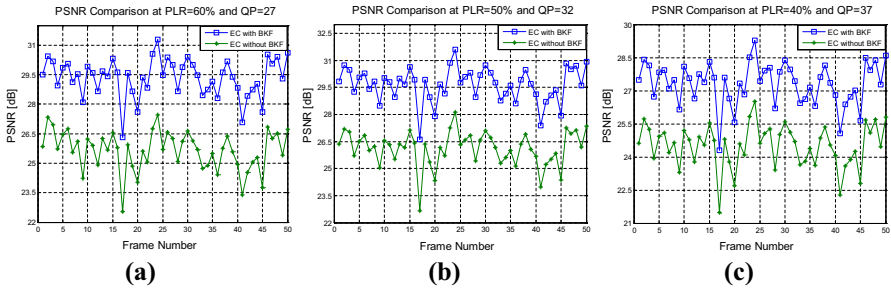 PSNR Comparison at PLR=60% and QP=27
EC with BKF
EC without BKF
PSNR [dB]
31
29.5
28
26.5
25
23.5
22
0 5 10 15 20 25 30 35 40 45 50
Frame Number
(a)
PSNR Comparison at PLR=50% and QP=32
EC with BKF
EC without BKF
PSNR [dB]
32.5
31
29.5
28
26.5
25
23.5
22
0 5 10 15 20 25 30 35 40 45 50
Frame Number
(b)
PSNR Comparison at PLR=40% and QP=37
EC with BKF
EC without BKF
PSNR [dB]
30
28.5
27
25.5
24
22.5
21
0 5 10 15 20 25 30 35 40 45 50
Frame Number
(c)